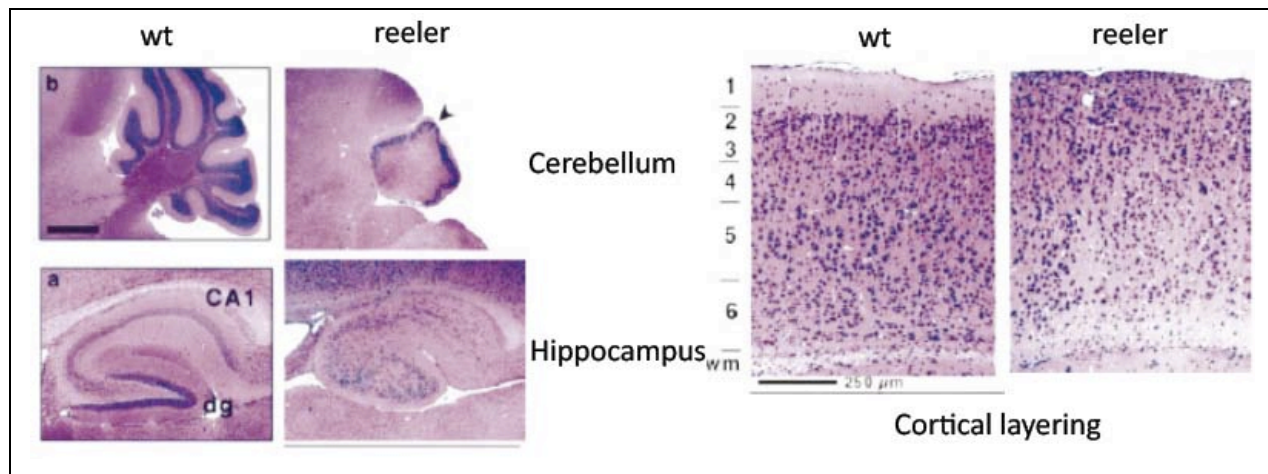 wt
reeler
b
Cerebellum
a
CA1
dg
Hippocampus
wt
reeler
1
2
3
4
5
6
wm
250 µm
Cortical layering